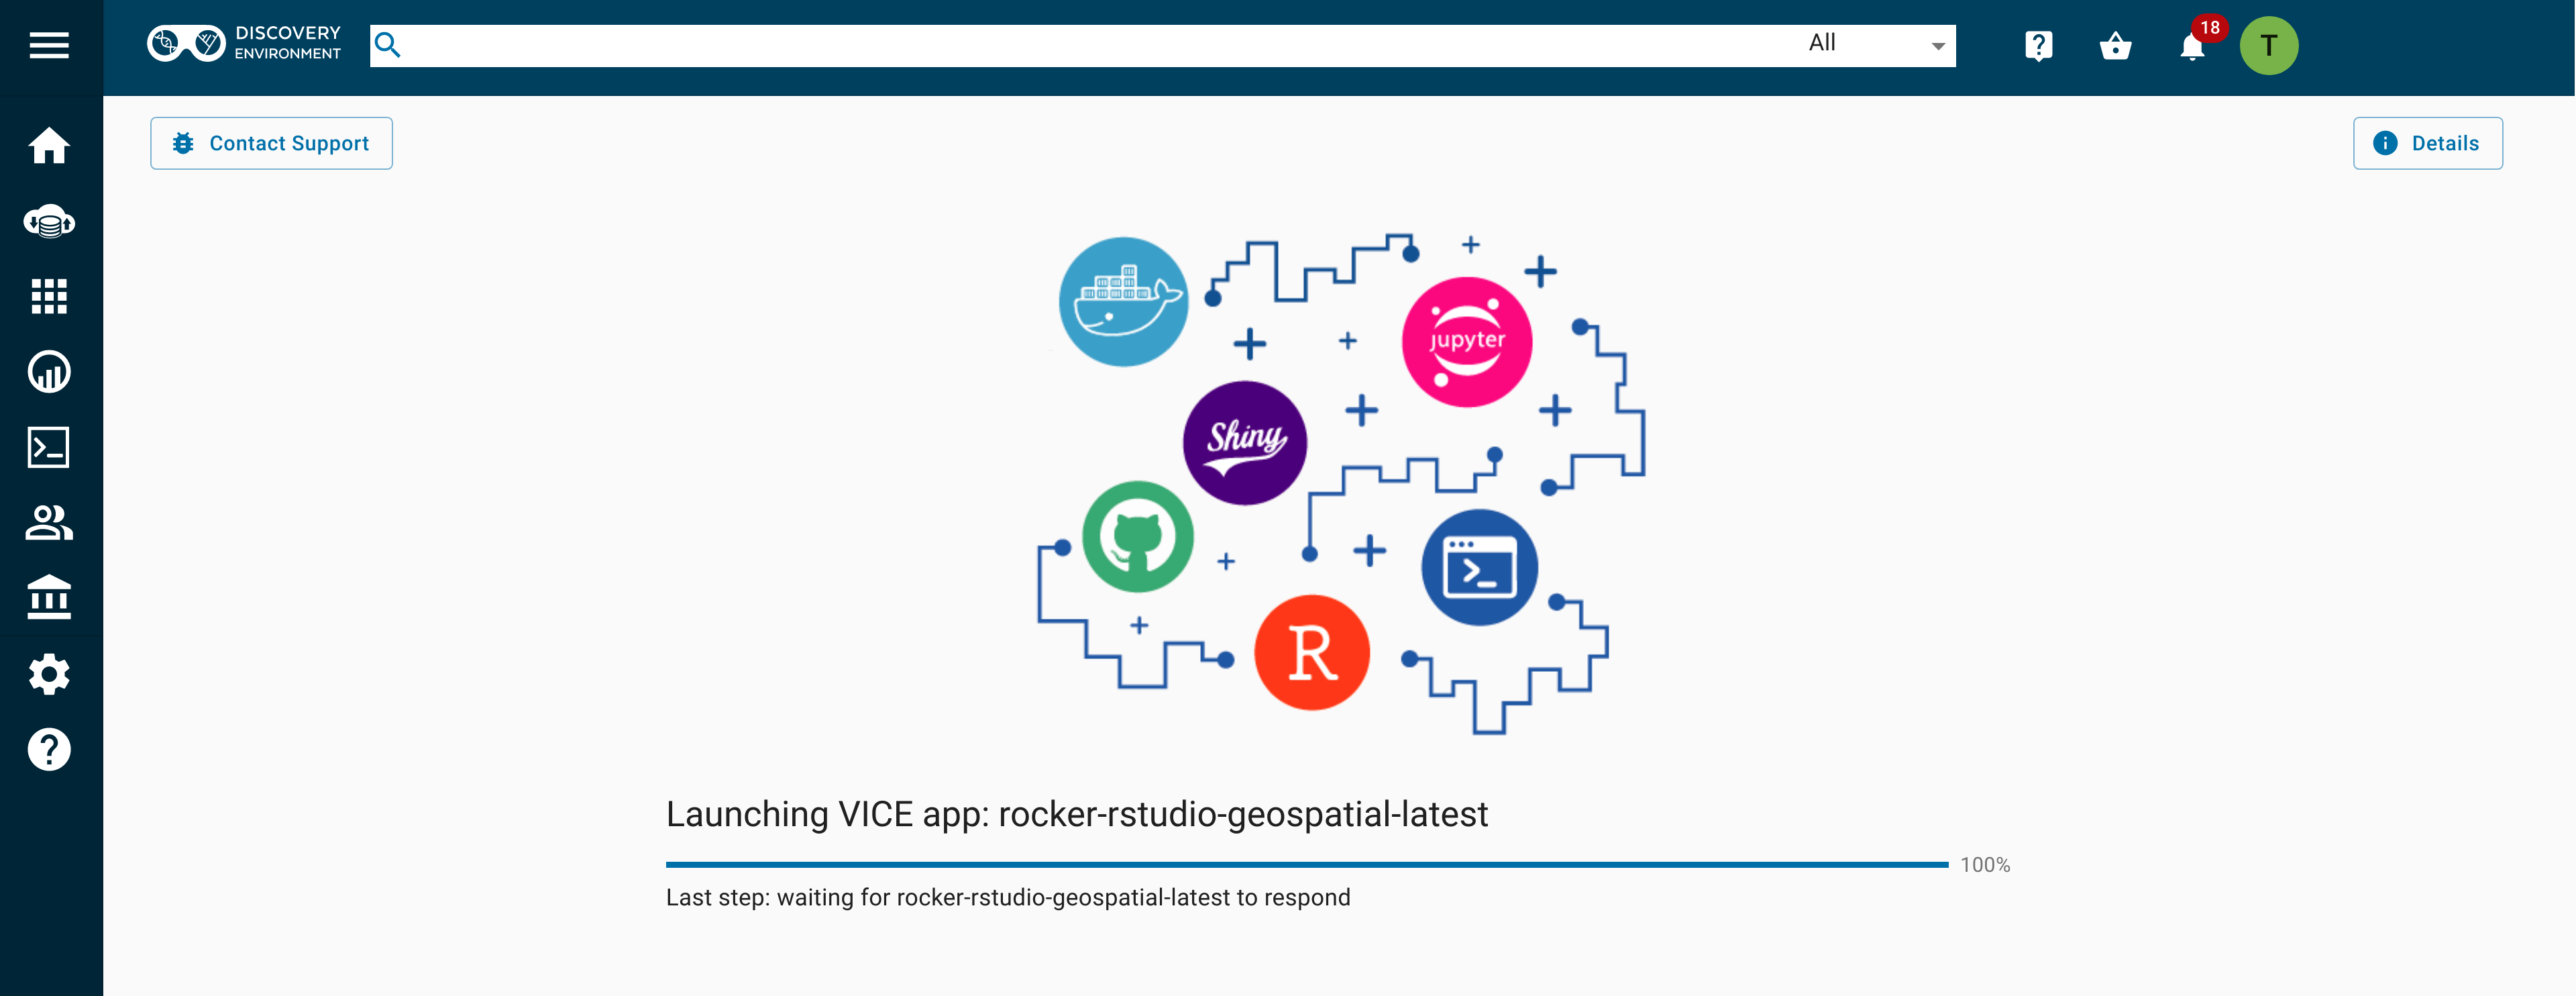 DISCOVERY
ENVIRONMENT
All
18
T
Contact Support
Details
jupyter
Shiny
R
Launching VICE app: rocker-rstudio-geospatial-latest
100%
Last step: waiting for rocker-rstudio-geospatial-latest to respond